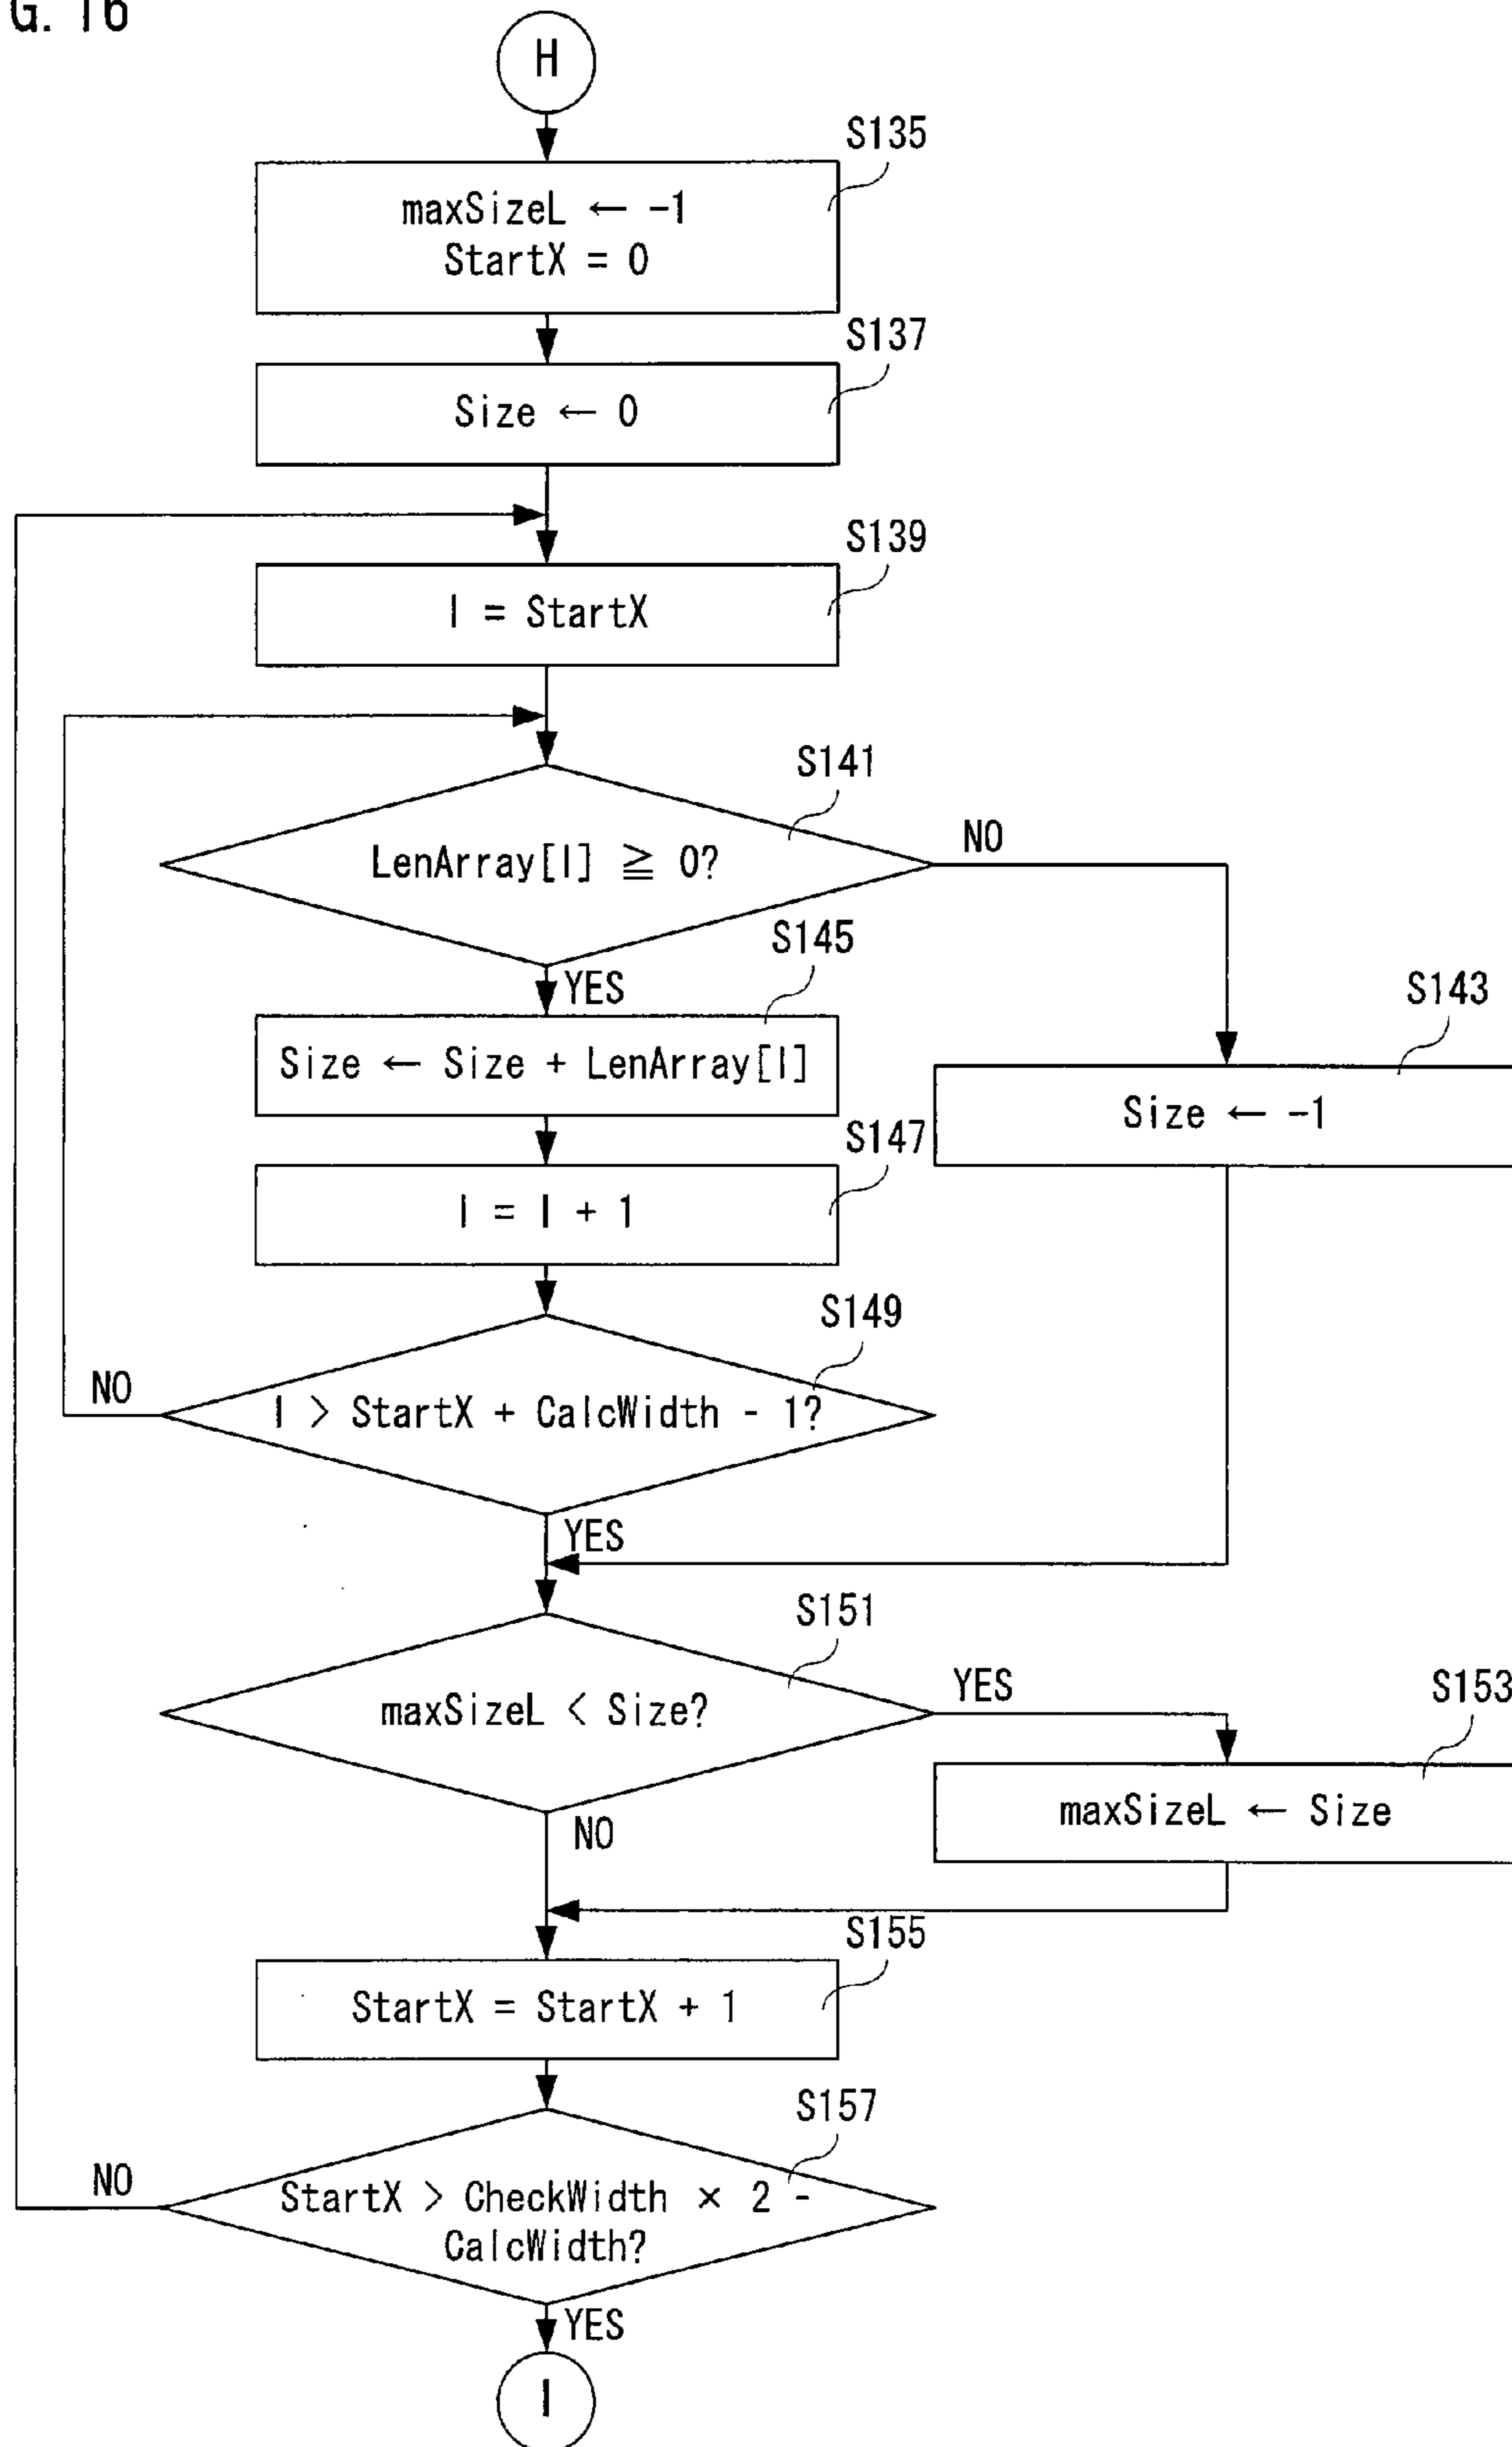 G. 16
H
S135
maxSizeL ← -1
StartX = 0
S137
Size ← 0
S139
I = StartX
S141
LenArray[I] ≧ 0?
NO
S145
YES
S143
Size ← Size + LenArray[I]
Size ← -1
S147
I = I + 1
S149
NO
I > StartX + CalcWidth - 1?
YES
S151
maxSizeL < Size?
YES
S153
maxSizeL ← Size
NO
S155
StartX = StartX + 1
S157
NO
StartX > CheckWidth × 2 -
CalcWidth?
YES
I